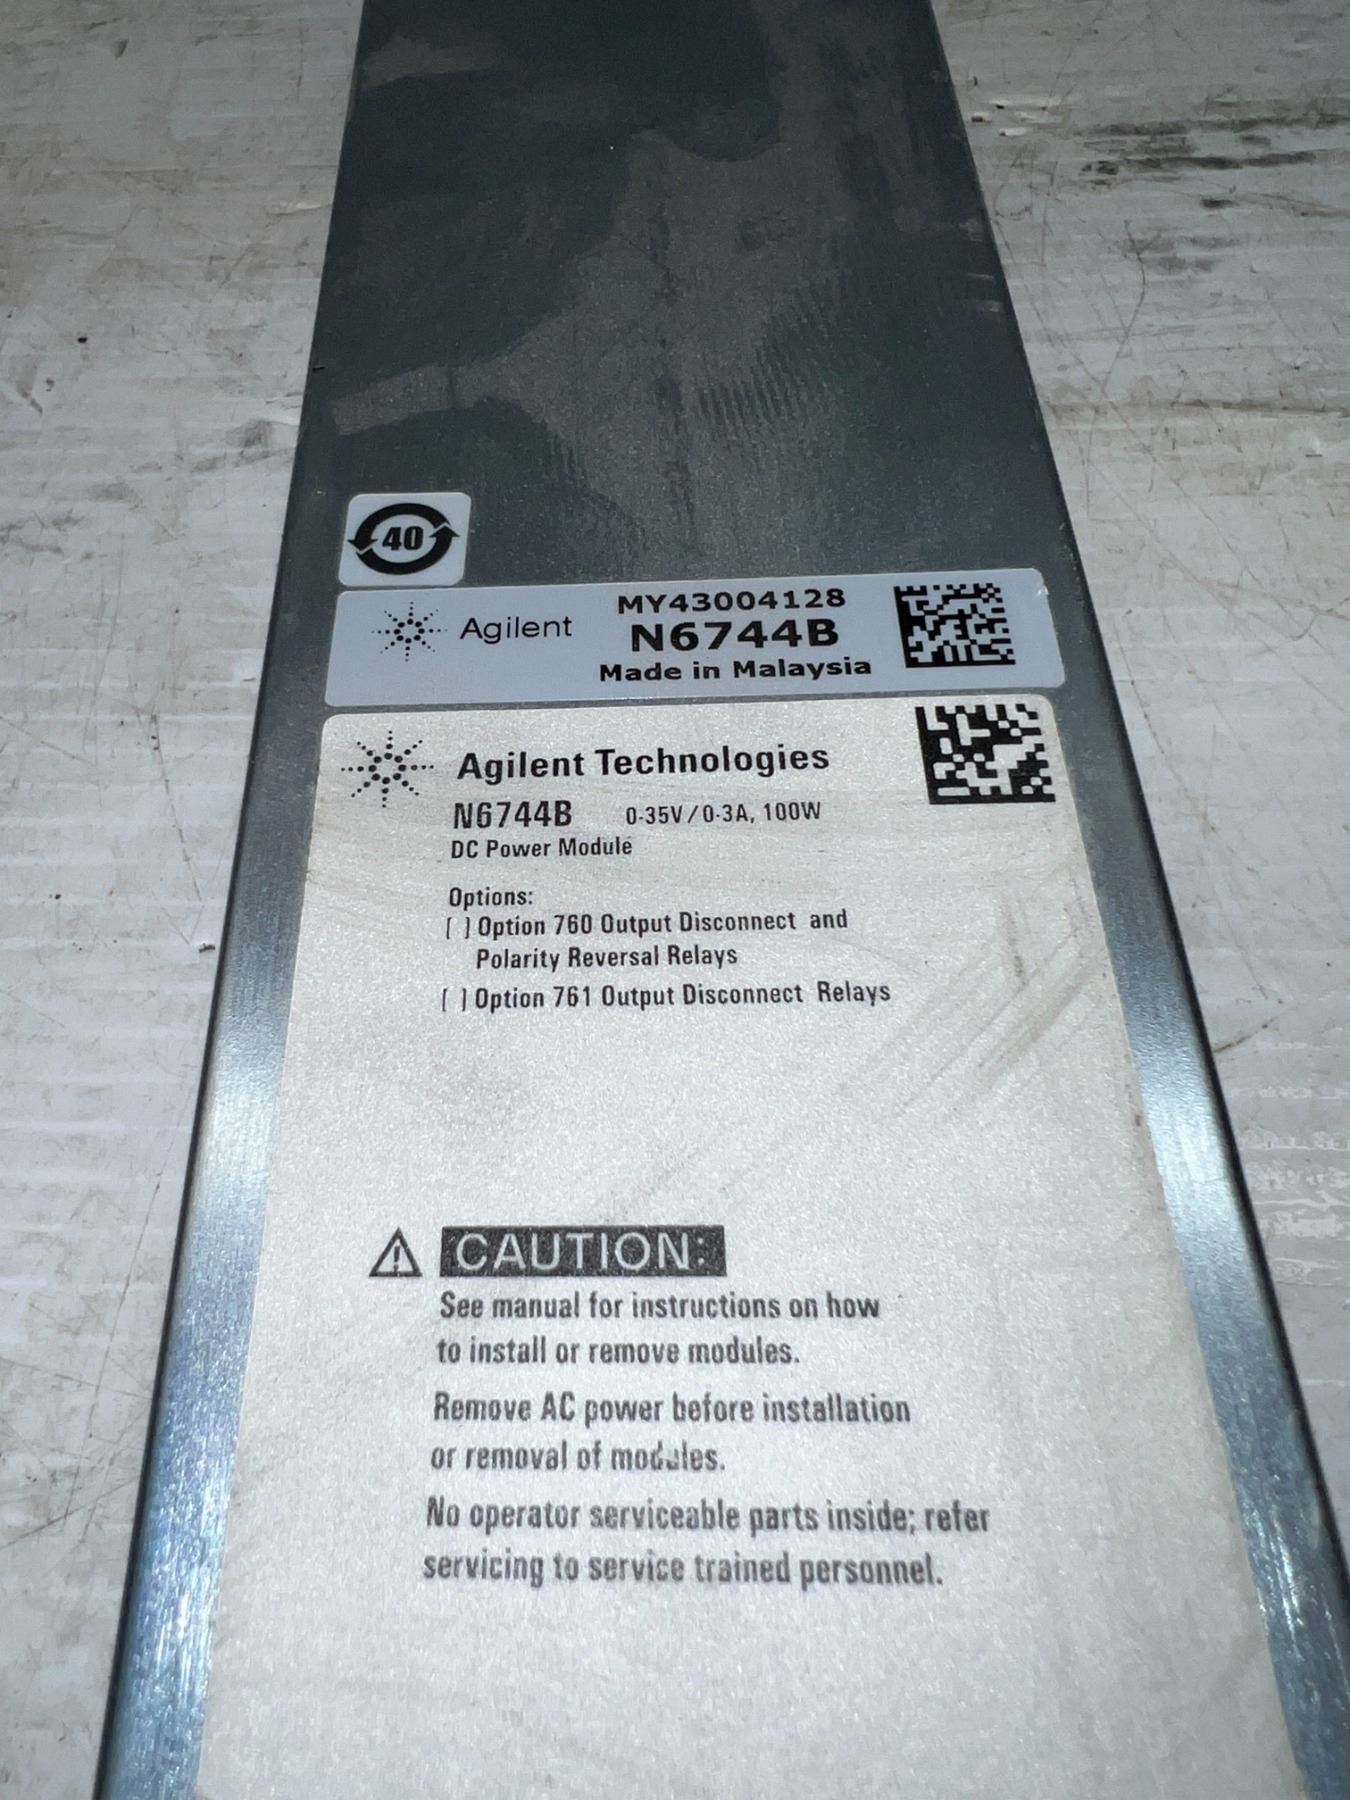 40
Agilent
MY43004128
N6744B
Made in Malaysia
Agilent Technologies
N6744B 0-35V/0-3A, 100W
DC Power Module
Options:
[ ] Option 760 Output Disconnect and
Polarity Reversal Relays
[ ] Option 761 Output Disconnect Relays
CAUTION:
See manual for instructions on how
to install or remove modules.
Remove AC power before installation
or removal of modules.
No operator serviceable parts inside; refer
servicing to service trained personnel.